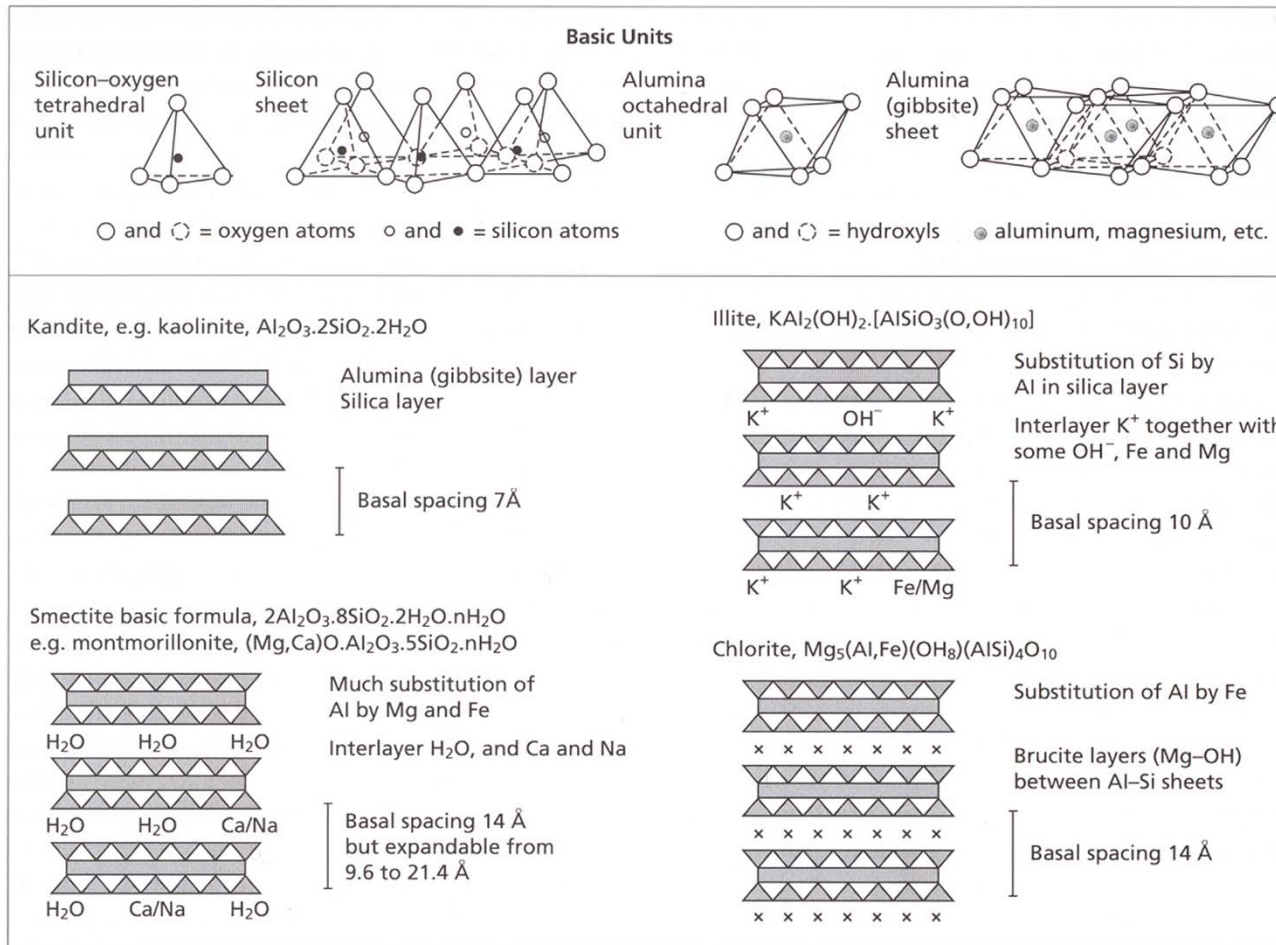 Basic Units
Silicon–oxygen
tetrahedral
unit
Silicon
sheet
Alumina
octahedral
unit
Alumina
(gibbsite)
sheet
○ and ◌ = oxygen atoms ○ and ● = silicon atoms
○ and ◌ = hydroxyls
aluminum, magnesium, etc.
Kandite, e.g. kaolinite, Al₂O₃.2SiO₂.2H₂O
Alumina (gibbsite) layer
Silica layer
Basal spacing 7Å
Smectite basic formula, 2Al₂O₃.8SiO₂.2H₂O.nH₂O
e.g. montmorillonite, (Mg,Ca)O.Al₂O₃.5SiO₂.nH₂O
Much substitution of
Al by Mg and Fe
H₂O H₂O H₂O
Interlayer H₂O, and Ca and Na
H₂O H₂O Ca/Na
Basal spacing 14 Å
but expandable from
9.6 to 21.4 Å
H₂O Ca/Na H₂O
Illite, KAl₂(OH)₂.[AlSiO₃(O,OH)₁₀]
Substitution of Si by
Al in silica layer
K⁺ OH⁻ K⁺
Interlayer K⁺ together with
some OH⁻, Fe and Mg
K⁺ K⁺
Basal spacing 10 Å
K⁺ K⁺ Fe/Mg
Chlorite, Mg₅(Al,Fe)(OH₈)(AlSi)₄O₁₀
Substitution of Al by Fe
× × × × × × ×
Brucite layers (Mg–OH)
between Al–Si sheets
× × × × × × ×
Basal spacing 14 Å
× × × × × × ×